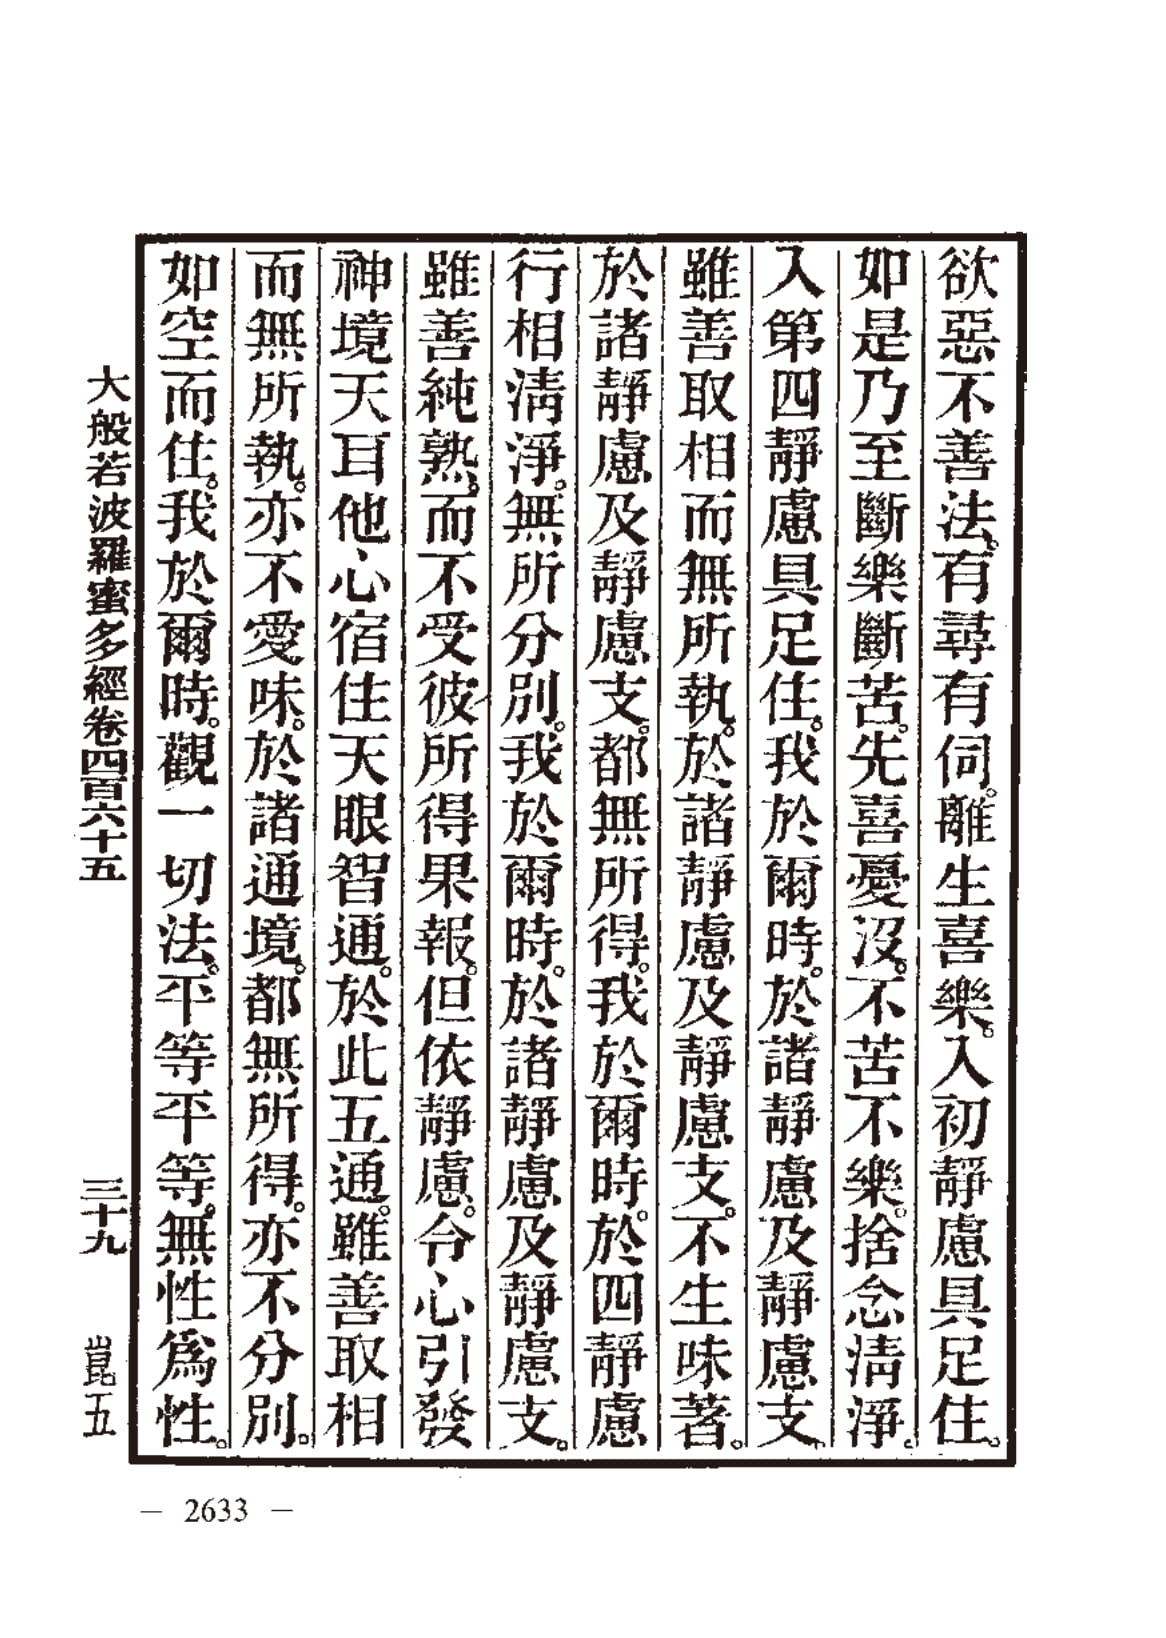 欲惡不善法。有尋有伺。離生喜樂。入初靜慮具足住。
如是乃至斷樂斷苦。先喜憂沒。不苦不樂。捨念淸淨。
入第四靜慮具足住。我於爾時。於諸靜慮及靜慮支、
雖善取相而無所執。於諸靜慮及靜慮支。不生味著。
於諸靜慮及靜慮支。都無所得。我於爾時。於四靜慮
行相淸淨。無所分別。我於爾時。於諸靜慮及靜慮支。
雖善純熟。而不受彼所得果報。但依靜慮。令心引發
神境天耳他心宿住天眼智通。於此五通。雖善取相
而無所執。亦不愛味。於諸通境。都無所得。亦不分別。
如空而住。我於爾時。觀一切法。平等平等。無性爲性。
大般若波羅蜜多經卷四百六十五 三十九 崑五
— 2633 —